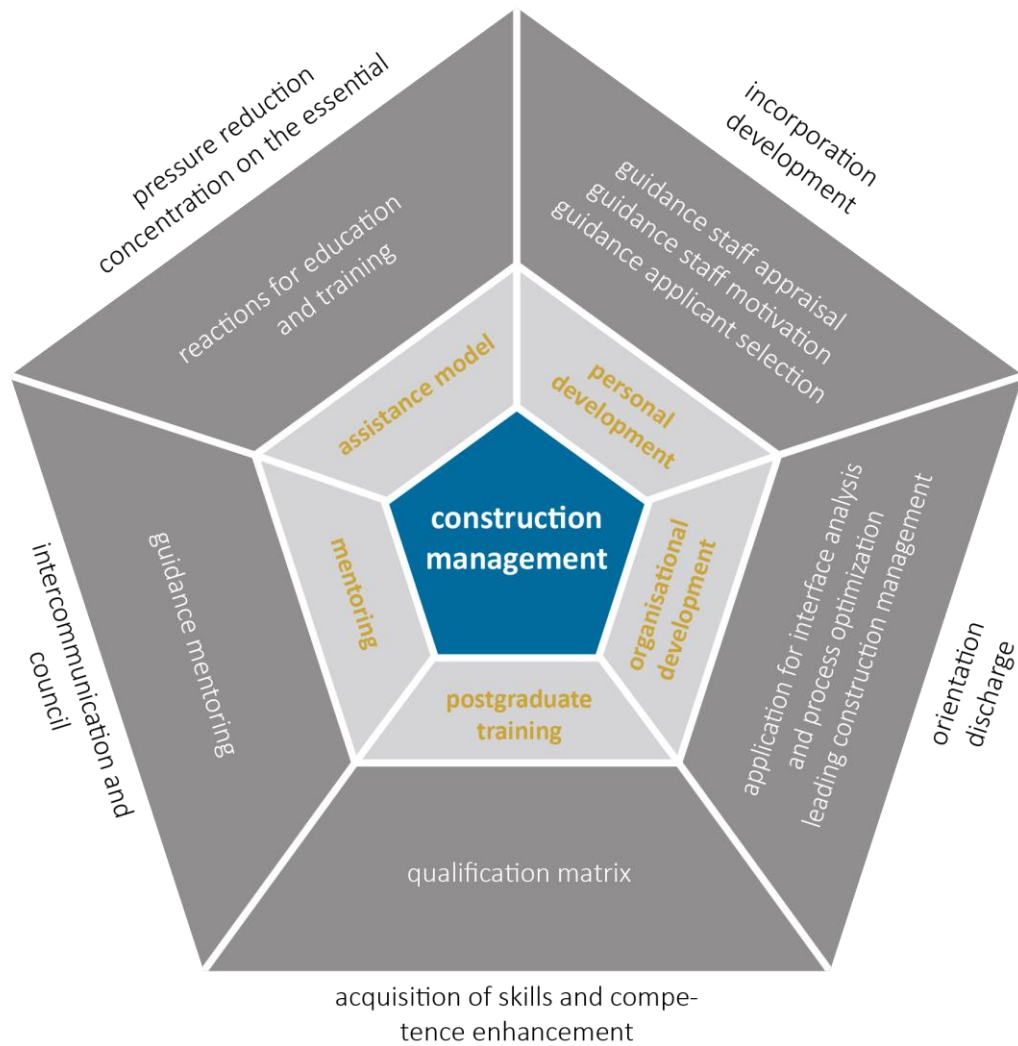 pressure reduction
concentration on the essential
incorporation
development
reactions for education
and training
guidance staff appraisal
guidance staff motivation
guidance applicant selection
assistance model
personal
development
construction
management
mentoring
organisational
development
postgraduate
training
guidance mentoring
application for interface analysis
and process optimization
leading construction management
intercommunication and
council
orientation
discharge
qualification matrix
acquisition of skills and compe-
tence enhancement